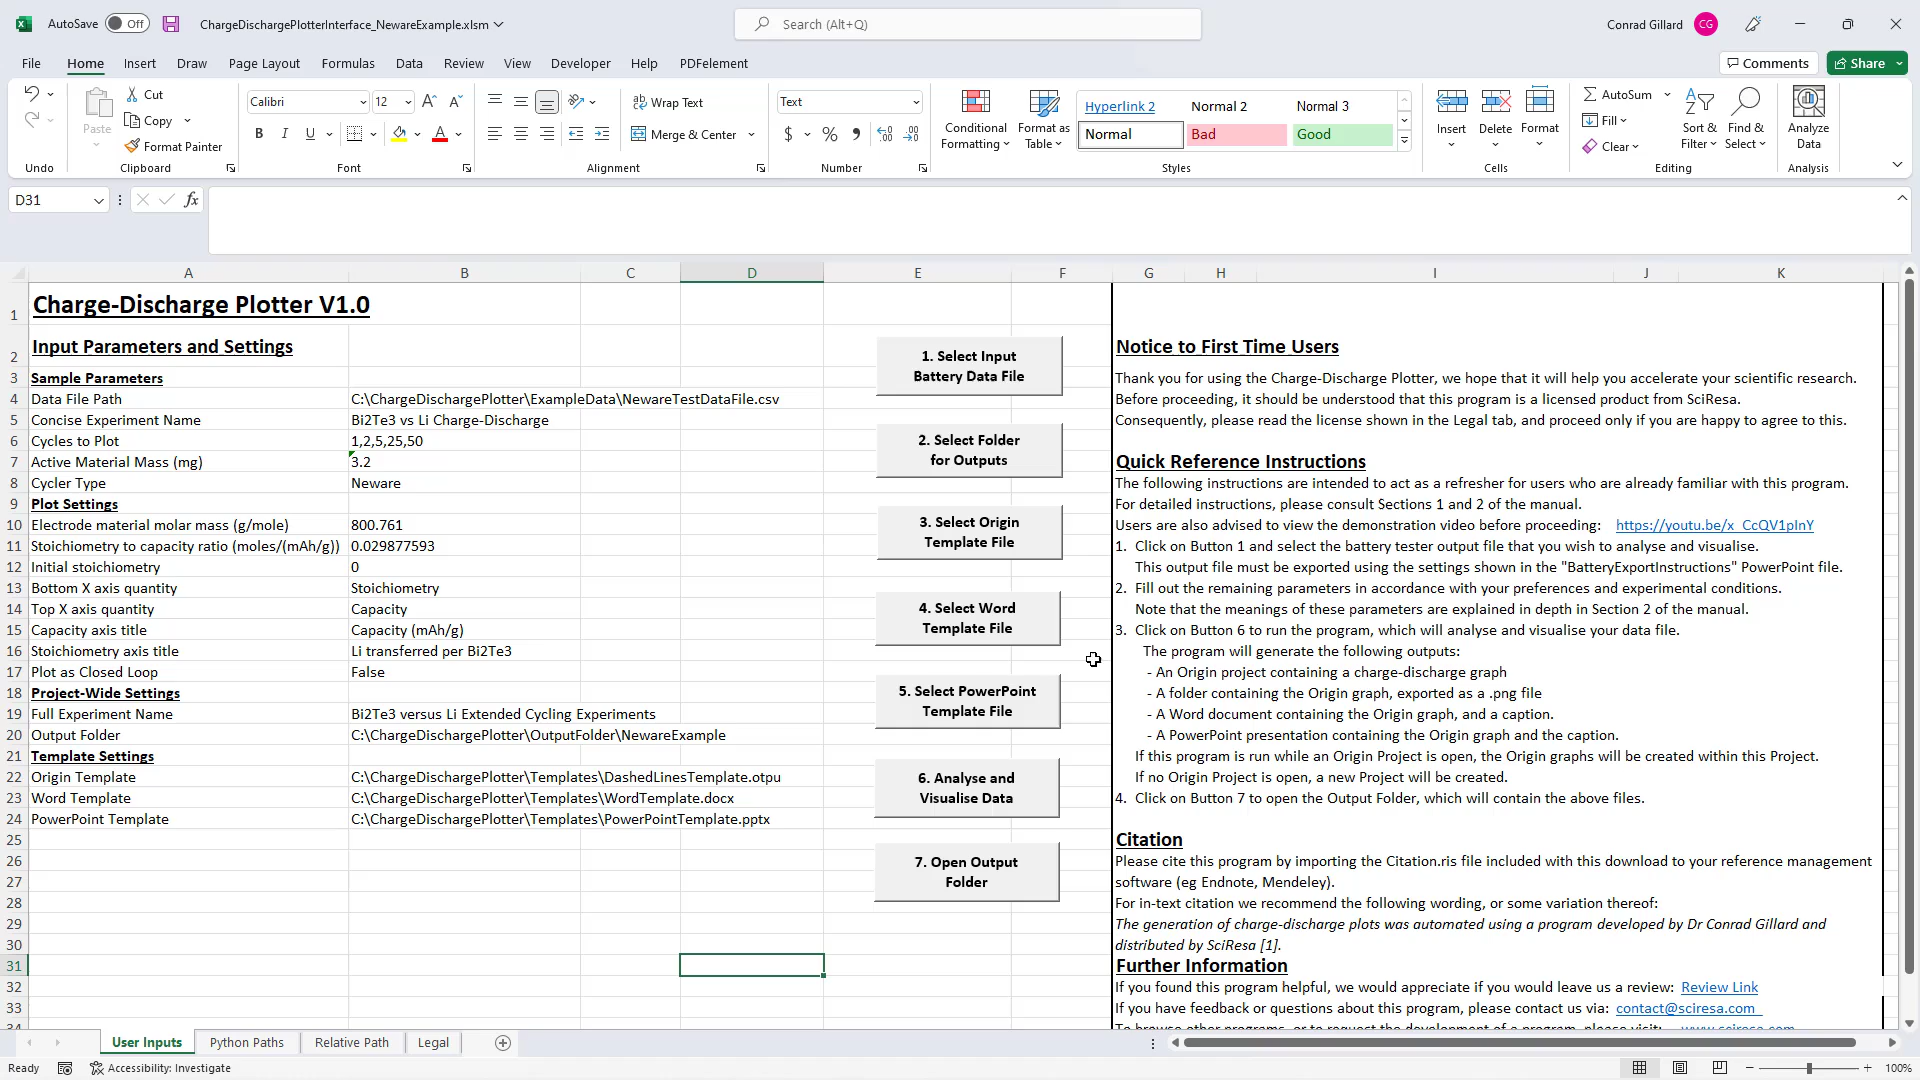 AutoSave Off ChargeDischargePlotterInterface_NewareExample.xlsm Search (Alt+Q) Conrad Gillard CG
File Home Insert Draw Page Layout Formulas Data Review View Developer Help PDFelement Comments Share
Paste Cut Copy Format Painter
Calibri 12 B I U
Wrap Text Merge & Center
Text $ % 9
Conditional Formatting Format as Table
Hyperlink 2 Normal 2 Normal 3
Normal Bad Good
Insert Delete Format
AutoSum Fill Clear Sort & Filter Find & Select
Analyze Data
Undo Clipboard Font Alignment Number Styles Cells Editing Analysis
D31 fx
A B C D E F G H I J K
1 Charge-Discharge Plotter V1.0
2 Input Parameters and Settings
3 Sample Parameters
4 Data File Path C:\ChargeDischargePlotter\ExampleData\NewareTestDataFile.csv
5 Concise Experiment Name Bi2Te3 vs Li Charge-Discharge
6 Cycles to Plot 1,2,5,25,50
7 Active Material Mass (mg) 3.2
8 Cycler Type Neware
9 Plot Settings
10 Electrode material molar mass (g/mole) 800.761
11 Stoichiometry to capacity ratio (moles/(mAh/g)) 0.029877593
12 Initial stoichiometry 0
13 Bottom X axis quantity Stoichiometry
14 Top X axis quantity Capacity
15 Capacity axis title Capacity (mAh/g)
16 Stoichiometry axis title Li transferred per Bi2Te3
17 Plot as Closed Loop False
18 Project-Wide Settings
19 Full Experiment Name Bi2Te3 versus Li Extended Cycling Experiments
20 Output Folder C:\ChargeDischargePlotter\OutputFolder\NewareExample
21 Template Settings
22 Origin Template C:\ChargeDischargePlotter\Templates\DashedLinesTemplate.otpu
23 Word Template C:\ChargeDischargePlotter\Templates\WordTemplate.docx
24 PowerPoint Template C:\ChargeDischargePlotter\Templates\PowerPointTemplate.pptx
25
26
27
28
29
30
31
32
33
34
1. Select Input
Battery Data File
2. Select Folder
for Outputs
3. Select Origin
Template File
4. Select Word
Template File
5. Select PowerPoint
Template File
6. Analyse and
Visualise Data
7. Open Output
Folder
Notice to First Time Users
Thank you for using the Charge-Discharge Plotter, we hope that it will help you accelerate your scientific research.
Before proceeding, it should be understood that this program is a licensed product from SciResa.
Consequently, please read the license shown in the Legal tab, and proceed only if you are happy to agree to this.
Quick Reference Instructions
The following instructions are intended to act as a refresher for users who are already familiar with this program.
For detailed instructions, please consult Sections 1 and 2 of the manual.
Users are also advised to view the demonstration video before proceeding: https://youtu.be/x_CcQV1pInY
1. Click on Button 1 and select the battery tester output file that you wish to analyse and visualise.
This output file must be exported using the settings shown in the "BatteryExportInstructions" PowerPoint file.
2. Fill out the remaining parameters in accordance with your preferences and experimental conditions.
Note that the meanings of these parameters are explained in depth in Section 2 of the manual.
3. Click on Button 6 to run the program, which will analyse and visualise your data file.
The program will generate the following outputs:
- An Origin project containing a charge-discharge graph
- A folder containing the Origin graph, exported as a .png file
- A Word document containing the Origin graph, and a caption.
- A PowerPoint presentation containing the Origin graph and the caption.
If this program is run while an Origin Project is open, the Origin graphs will be created within this Project.
If no Origin Project is open, a new Project will be created.
4. Click on Button 7 to open the Output Folder, which will contain the above files.
Citation
Please cite this program by importing the Citation.ris file included with this download to your reference management
software (eg Endnote, Mendeley).
For in-text citation we recommend the following wording, or some variation thereof:
The generation of charge-discharge plots was automated using a program developed by Dr Conrad Gillard and
distributed by SciResa [1].
Further Information
If you found this program helpful, we would appreciate if you would leave us a review: Review Link
If you have feedback or questions about this program, please contact us via: contact@sciresa.com
To browse other programs, or to request the development of a program, please visit: www.sciresa.com
User Inputs Python Paths Relative Path Legal
Ready Accessibility: Investigate 100%